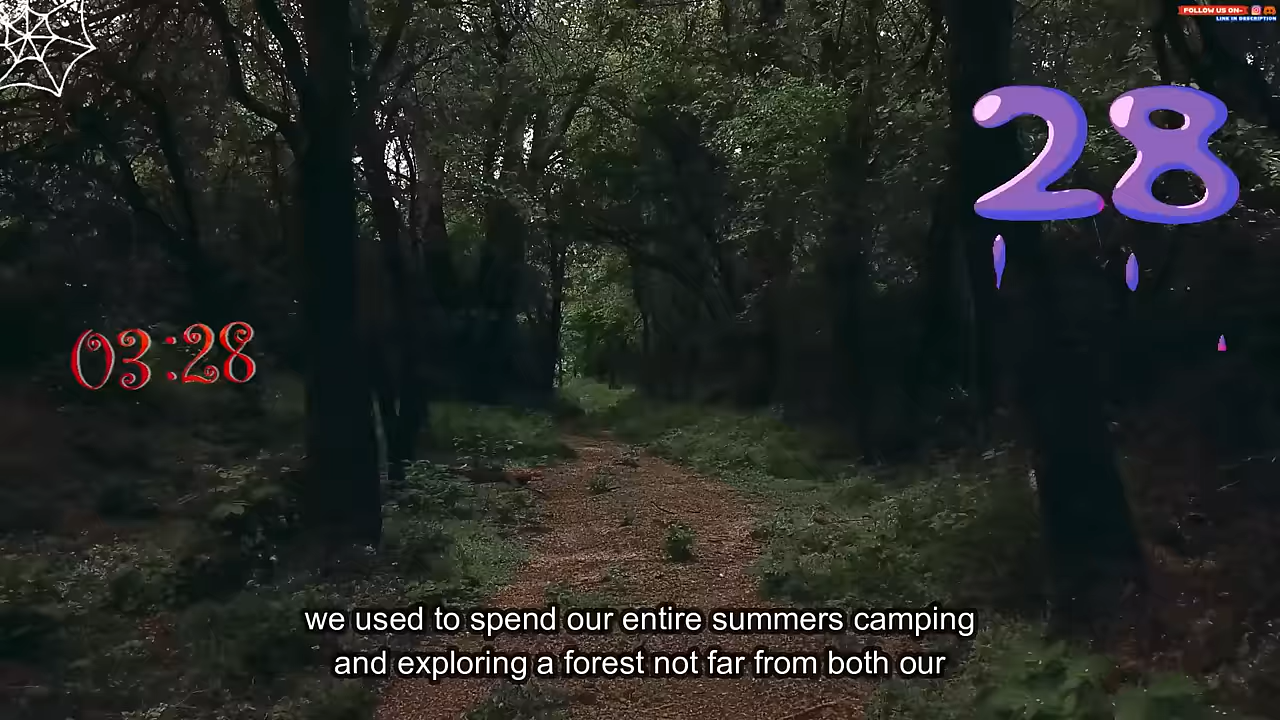 FOLLOW US ON-
LINK IN DESCRIPTION
28
03:28
we used to spend our entire summers camping
and exploring a forest not far from both our